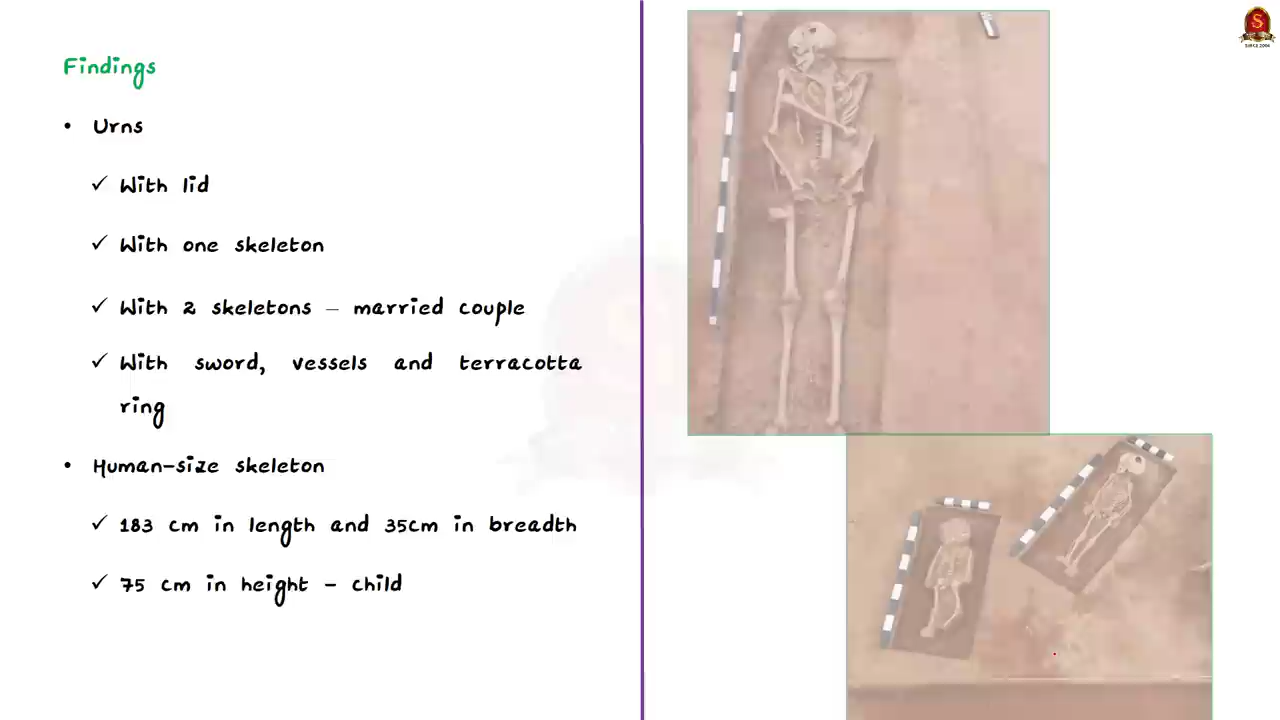 Findings
• Urns
✓ With lid
✓ With one skeleton
✓ With 2 skeletons – married couple
✓ With sword, vessels and terracotta
ring
• Human-size skeleton
✓ 183 cm in length and 35cm in breadth
✓ 75 cm in height – child